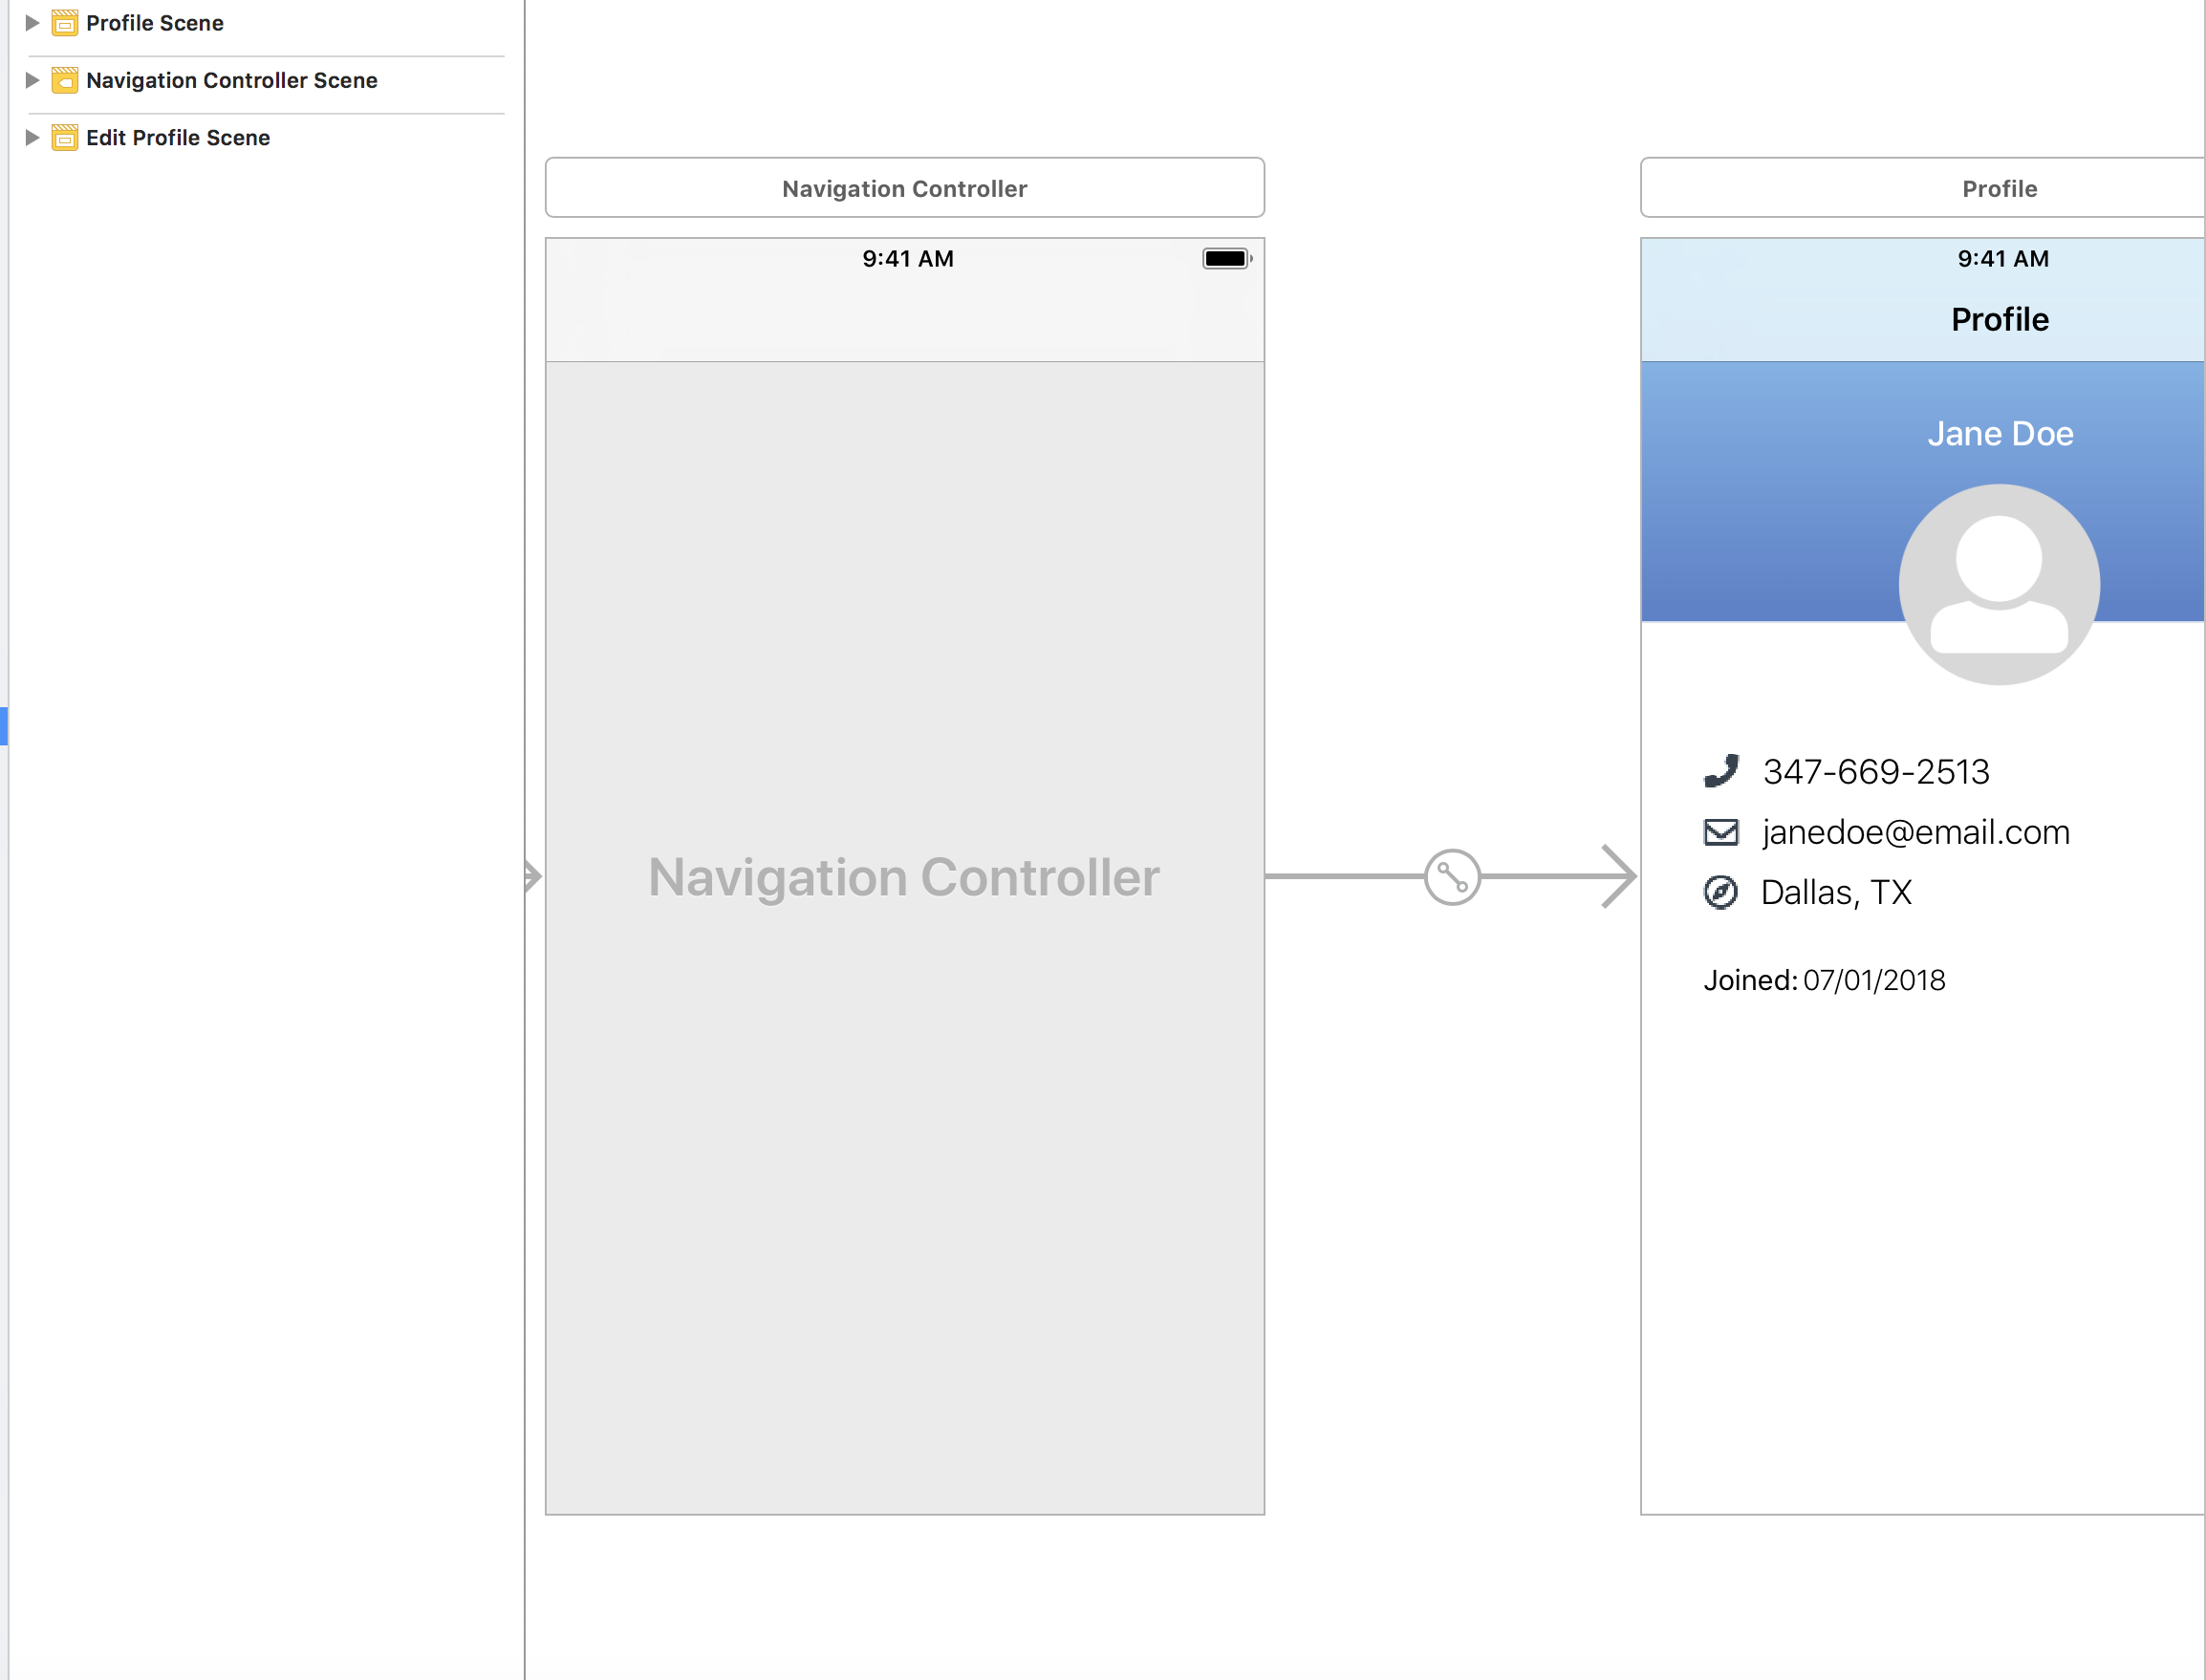 Profile Scene
Navigation Controller Scene
Edit Profile Scene
Navigation Controller
9:41 AM
Navigation Controller
Profile
9:41 AM
Profile
Jane Doe
347-669-2513
janedoe@email.com
Dallas, TX
Joined: 07/01/2018